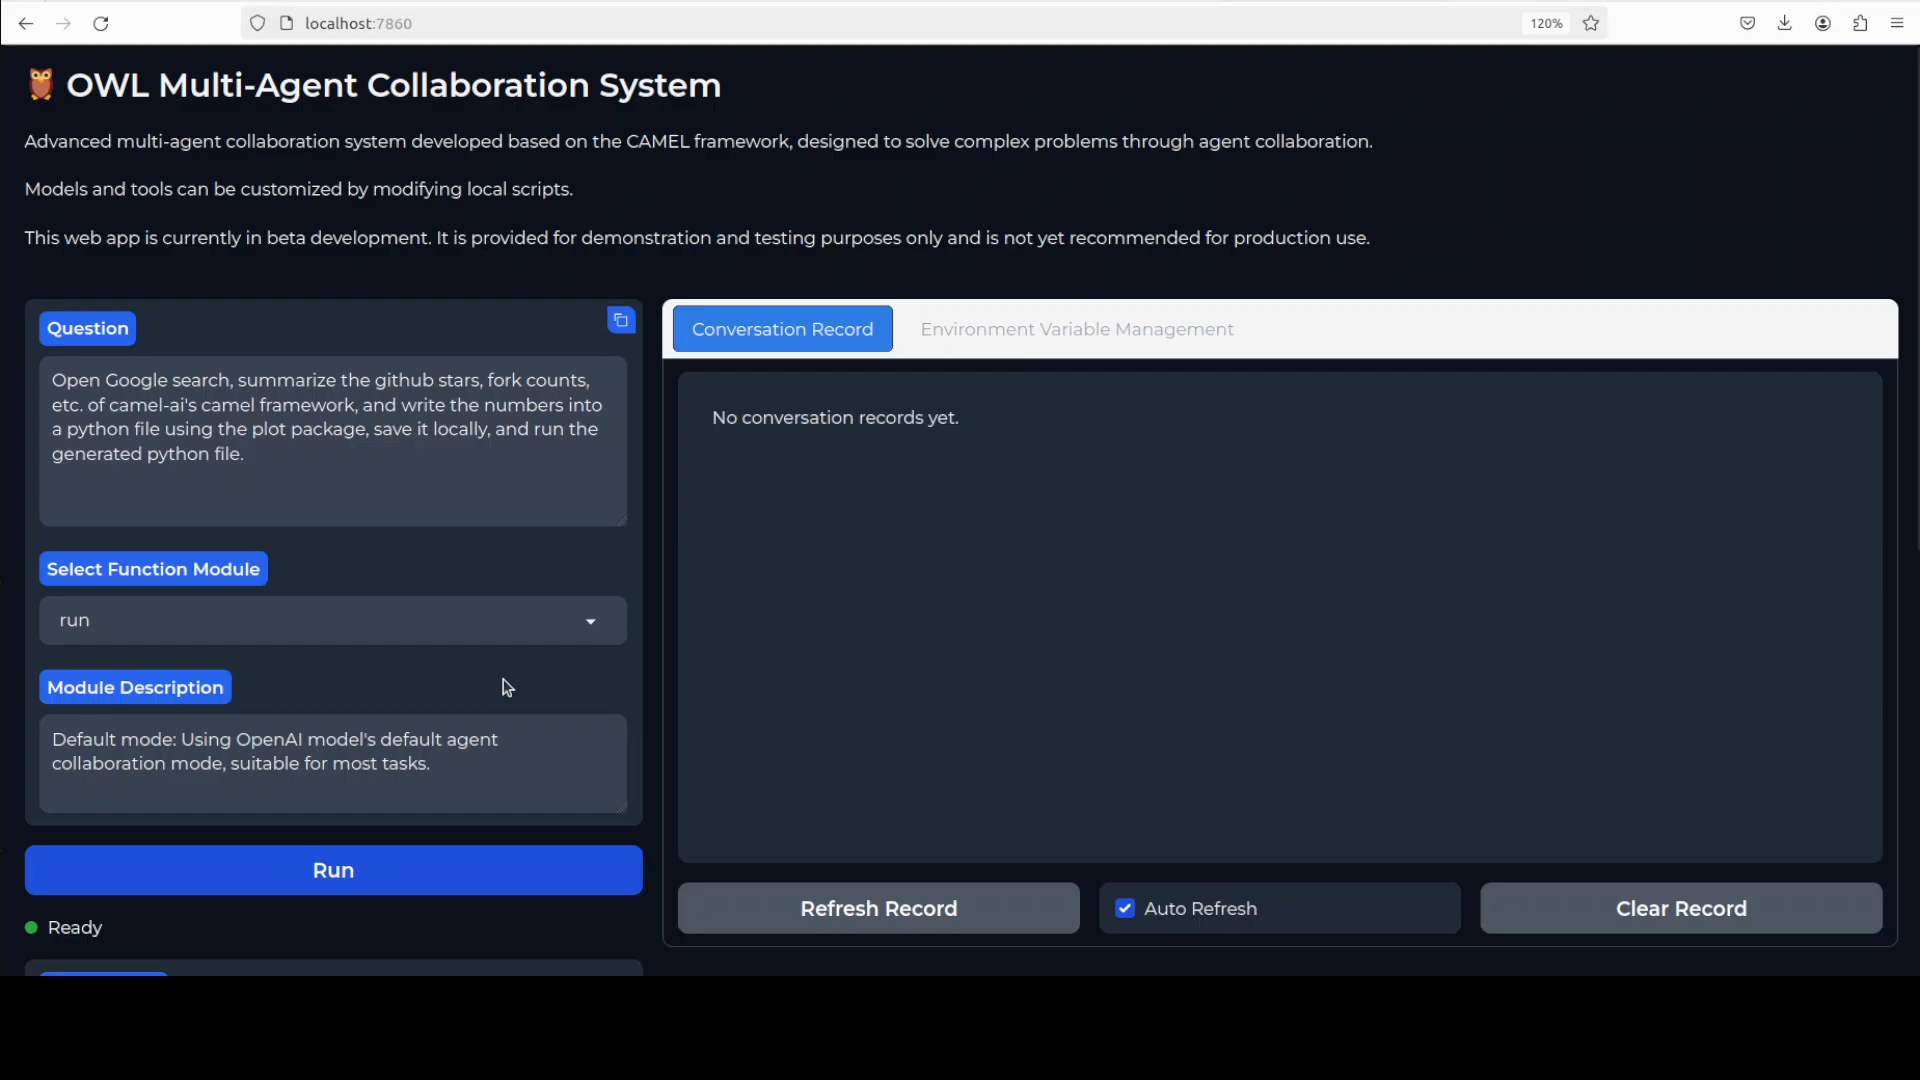 localhost:7860
120%
OWL Multi-Agent Collaboration System
Advanced multi-agent collaboration system developed based on the CAMEL framework, designed to solve complex problems through agent collaboration.
Models and tools can be customized by modifying local scripts.
This web app is currently in beta development. It is provided for demonstration and testing purposes only and is not yet recommended for production use.
Question
Open Google search, summarize the github stars, fork counts,
etc. of camel-ai's camel framework, and write the numbers into
a python file using the plot package, save it locally, and run the
generated python file.
Select Function Module
run
Module Description
Default mode: Using OpenAI model's default agent
collaboration mode, suitable for most tasks.
Run
Ready
Conversation Record
Environment Variable Management
No conversation records yet.
Refresh Record
Auto Refresh
Clear Record